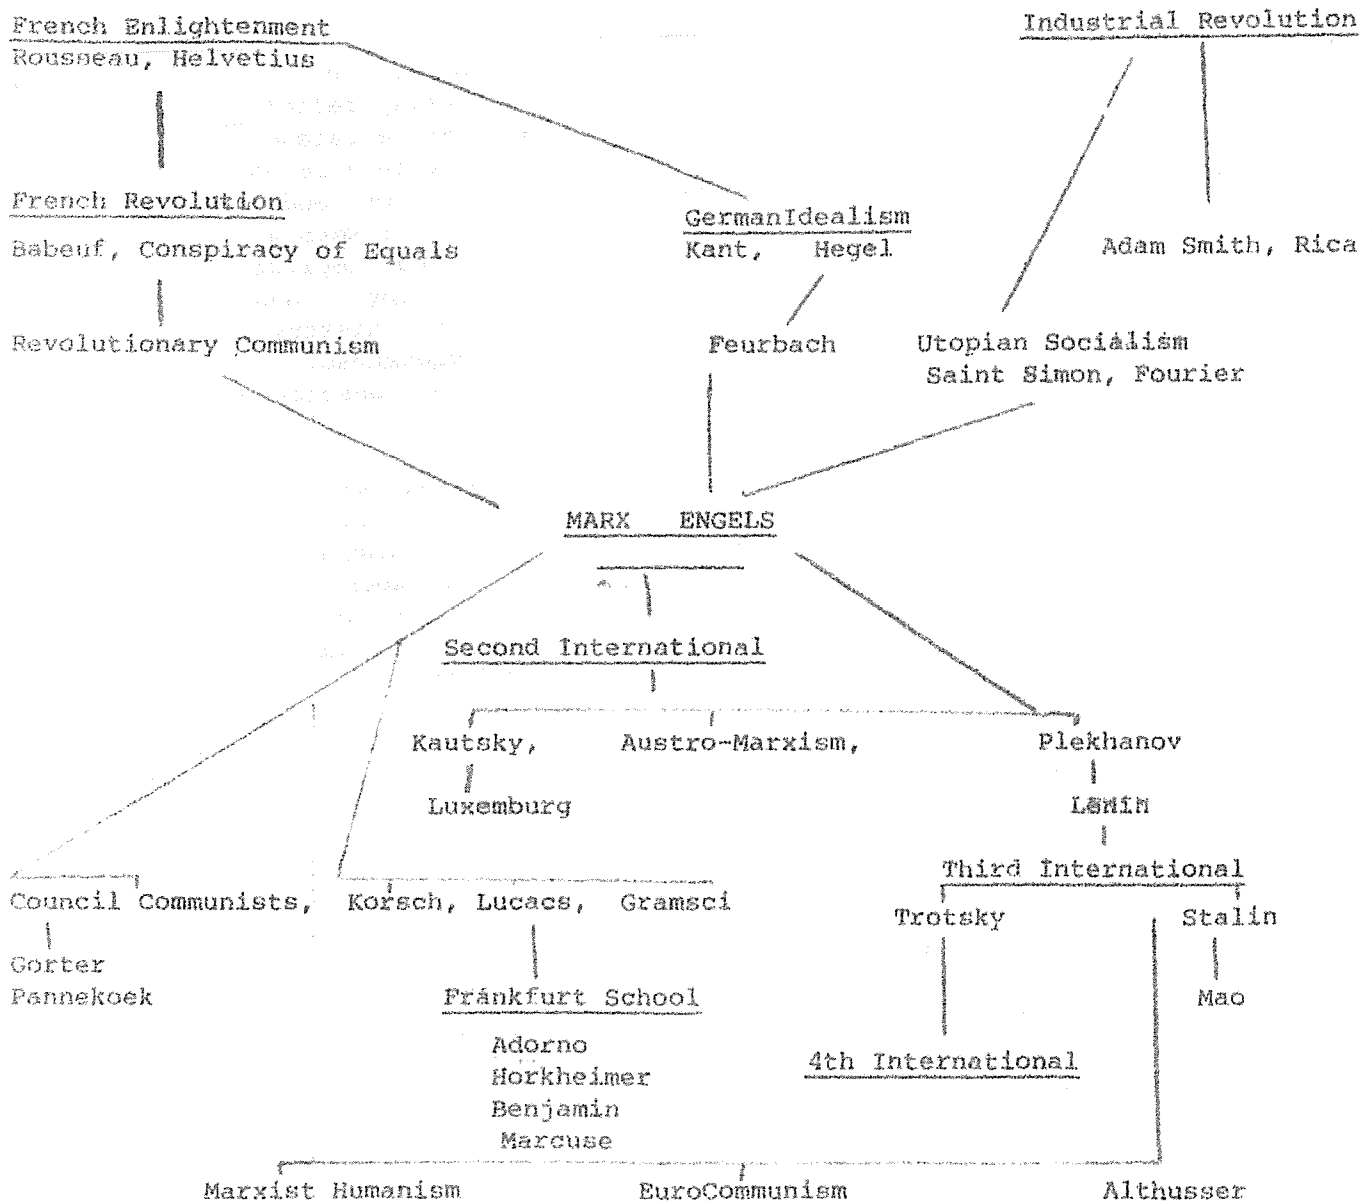 French Enlightenment
Industrial Revolution
Rousseau, Helvetius
French Revolution
GermanIdealism
Babeuf, Conspiracy of Equals
Kant, Hegel
Adam Smith, Rica
Revolutionary Communism
Feurbach
Utopian Socialism
Saint Simon, Fourier
MARX ENGELS
Second International
Kautsky, Austro-Marxism, Plekhanov
Luxemburg
Lenin
Third International
Council Communists, Korsch, Lucacs, Gramsci
Trotsky Stalin
Gorter
Pannekoek
Frankfurt School
Mao
Adorno
4th International
Horkheimer
Benjamin
Marcuse
Marxist Humanism EuroCommunism Althusser